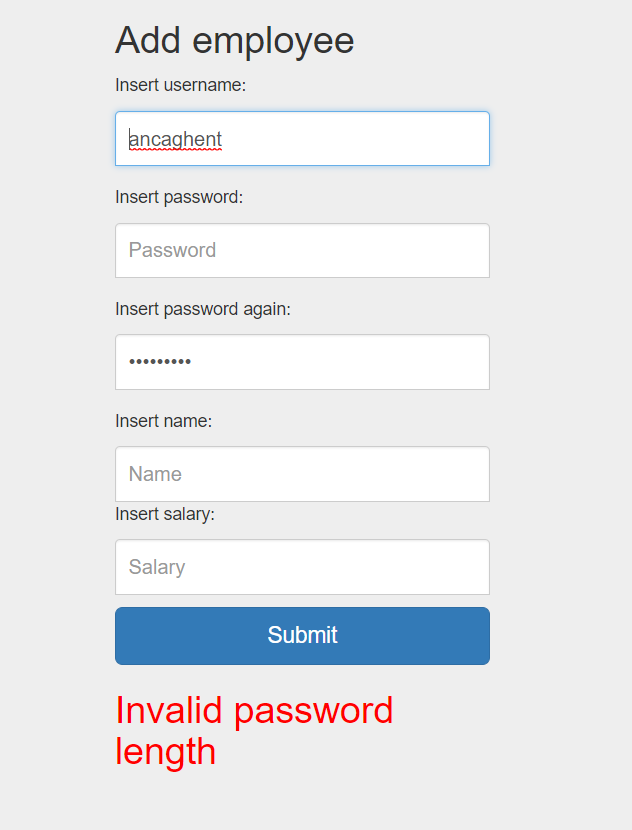 Add employee
Insert username:
ancaghent
Insert password:
Password
Insert password again:
•••••••••
Insert name:
Name
Insert salary:
Salary
Submit
Invalid password
length